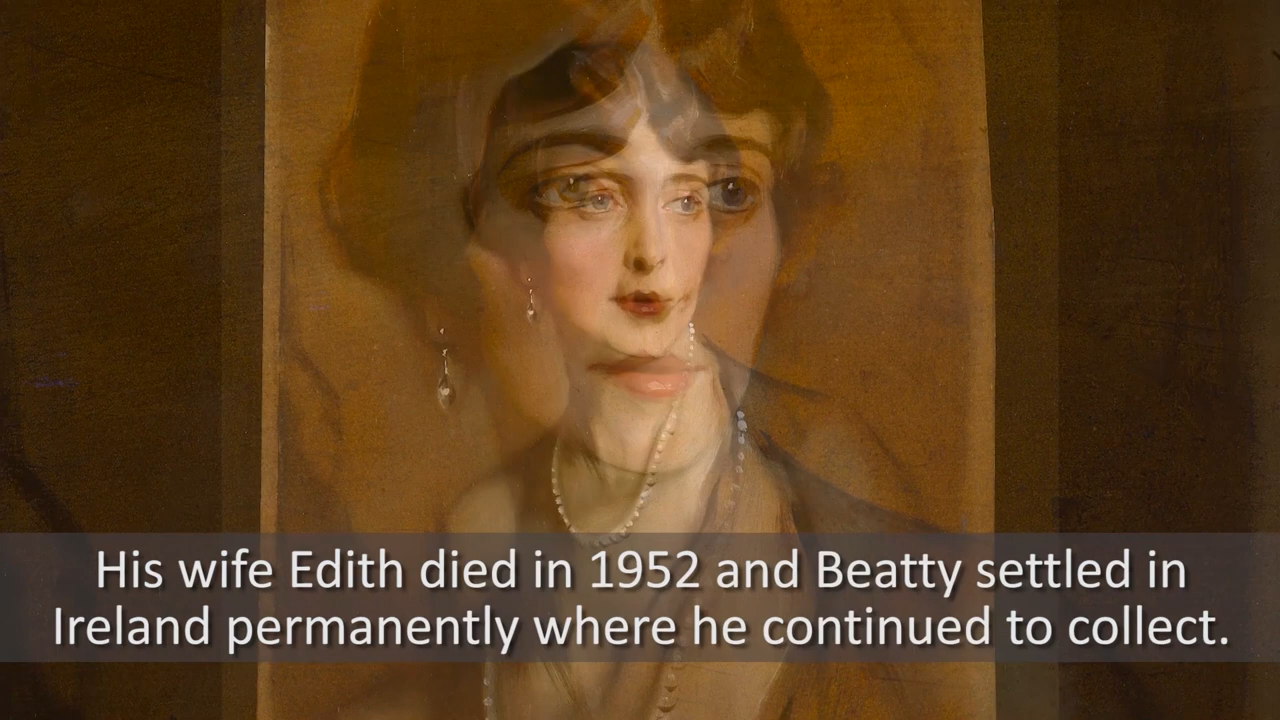 His wife Edith died in 1952 and Beatty settled in
Ireland permanently where he continued to collect.